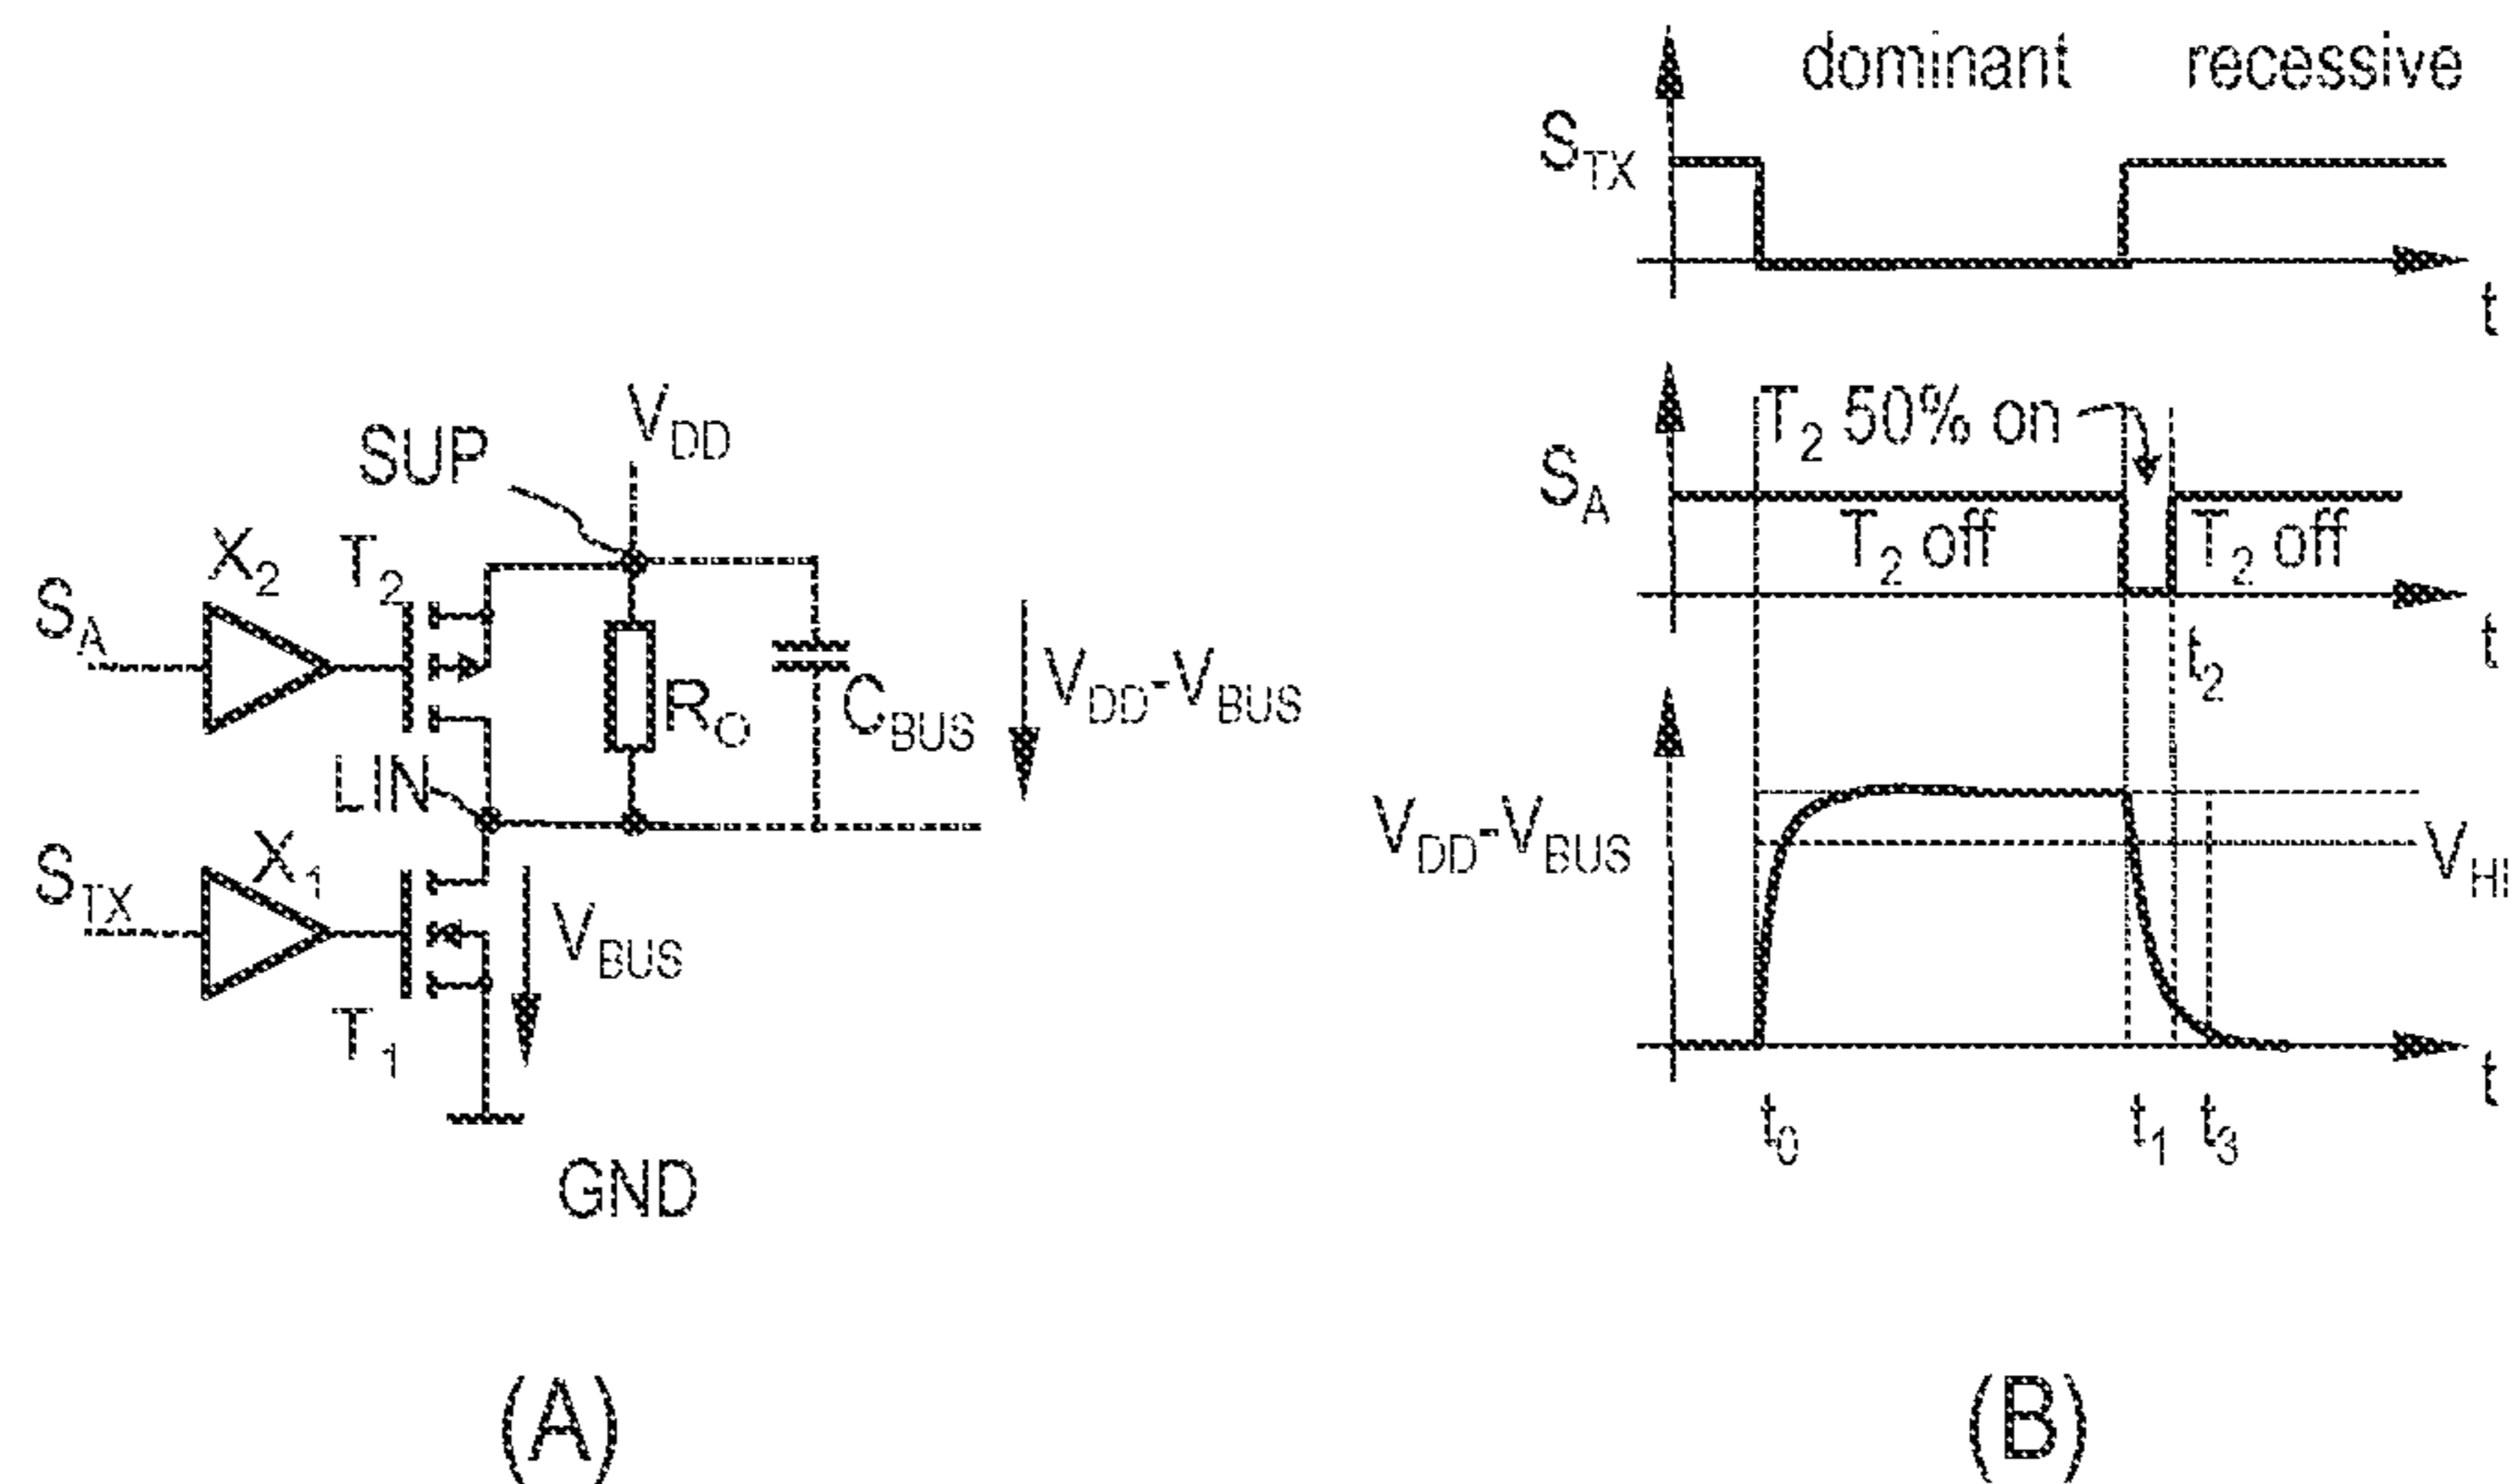 V_DD
SUP
X_2
T_2
S_A
R_O
C_BUS
V_DD-V_BUS
LIN
X_1
S_TX
V_BUS
T_1
GND
(A)
dominant recessive
S_TX
t
T_2 50% on
S_A
T_2 off
T_2 off
t_2
t
V_DD-V_BUS
V_HI
t
t_0
t_1
t_3
(B)